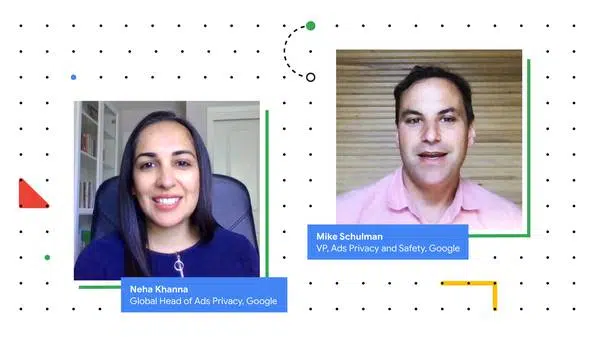 Neha Khanna
Global Head of Ads Privacy, Google
Mike Schulman
VP, Ads Privacy and Safety, Google